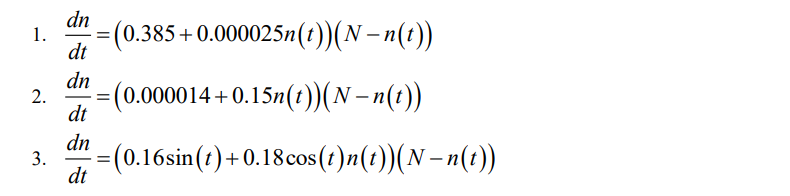 1. dn/dt = (0.385 + 0.000025n(t))(N − n(t))
2. dn/dt = (0.000014 + 0.15n(t))(N − n(t))
3. dn/dt = (0.16sin(t) + 0.18cos(t)n(t))(N − n(t))